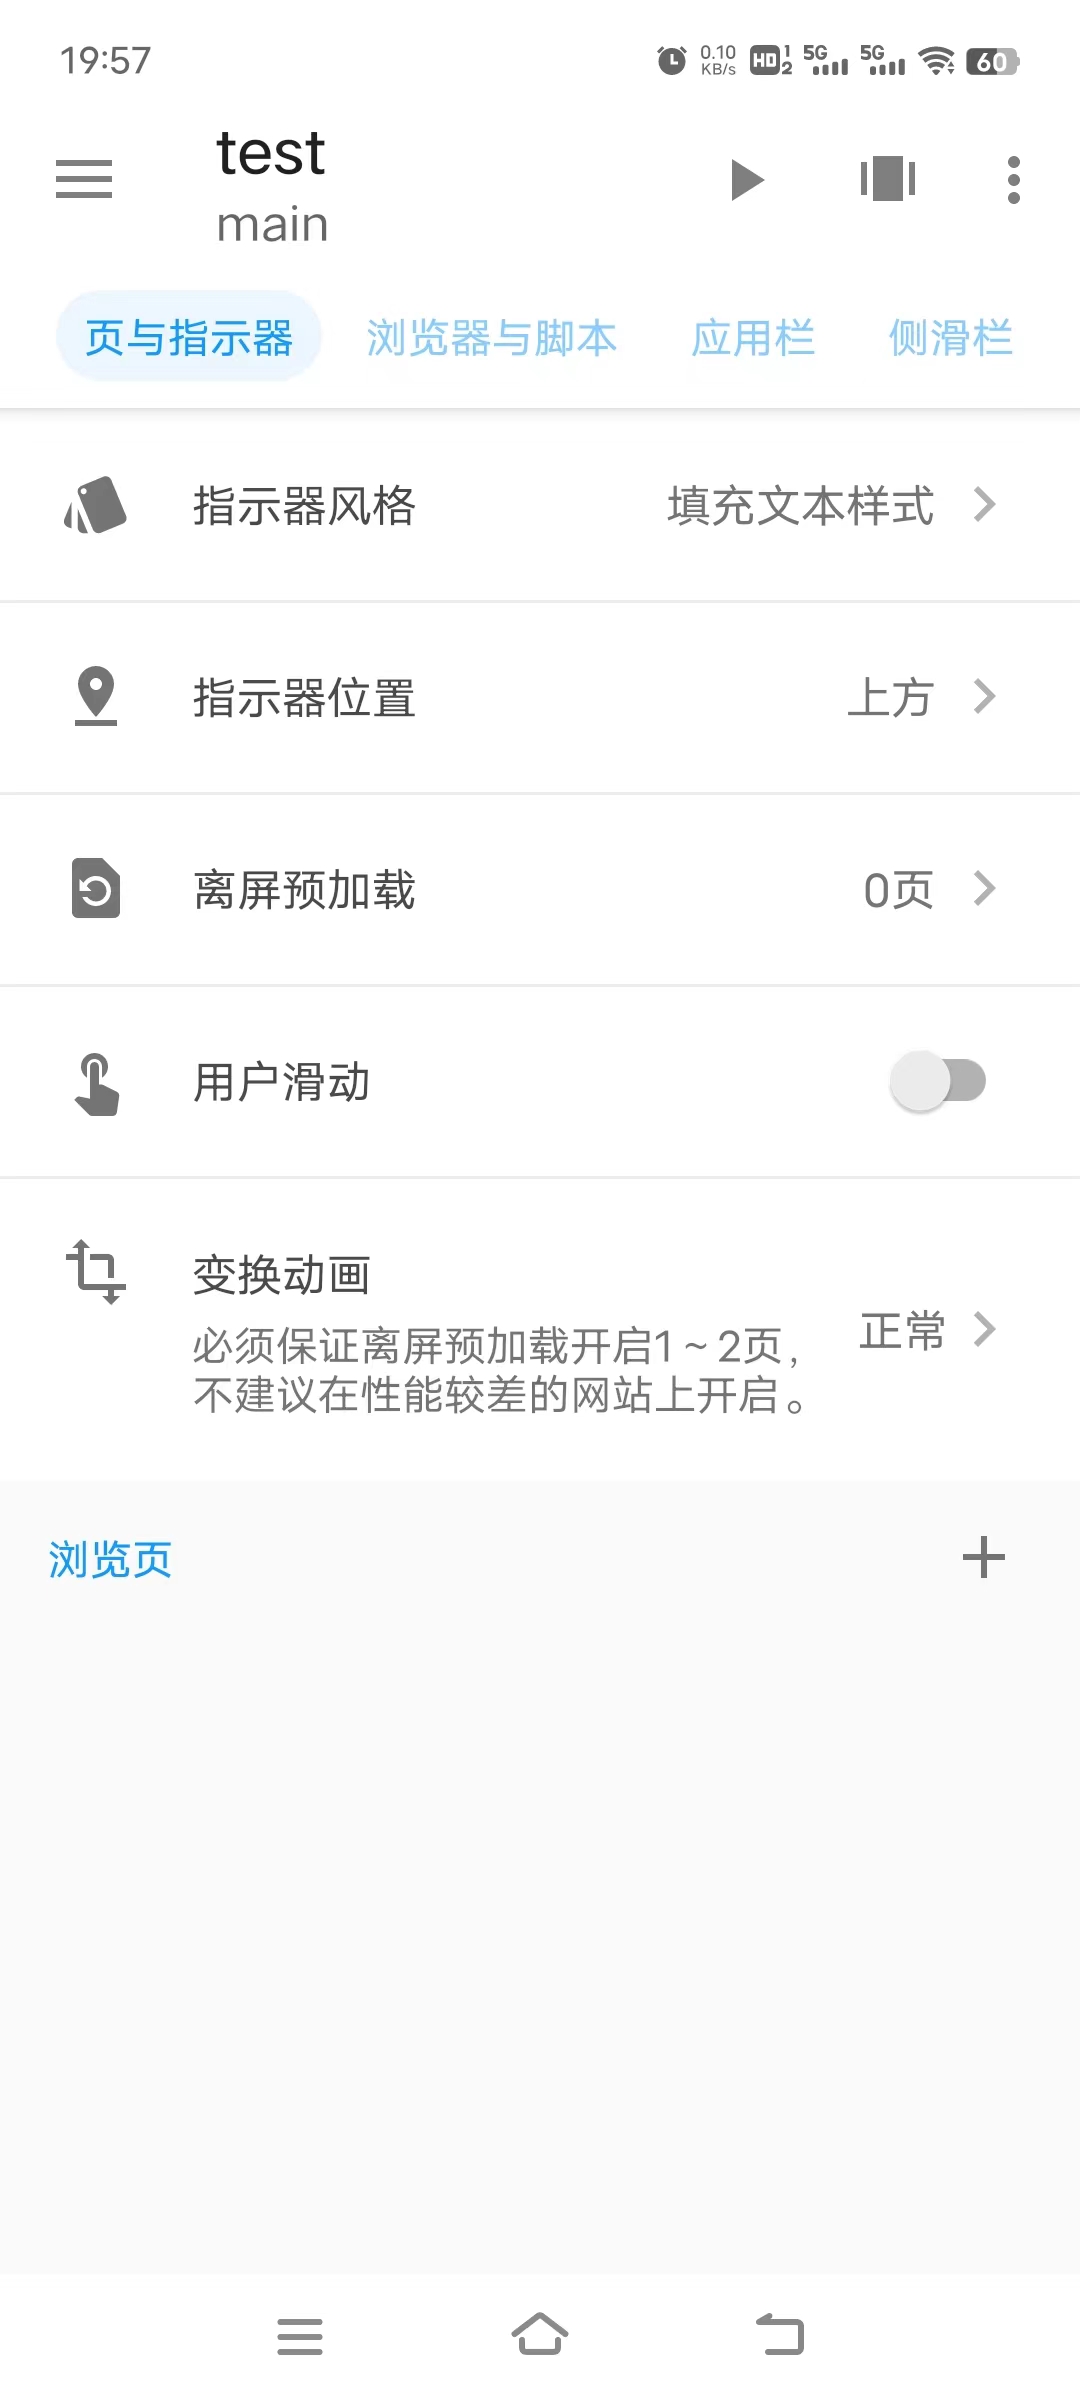 19:57
0.10 KB/s HD 1 2 5G 5G 60
test
main
页与指示器 浏览器与脚本 应用栏 侧滑栏
指示器风格 填充文本样式
指示器位置 上方
离屏预加载 0页
用户滑动
变换动画
必须保证离屏预加载开启1 ~ 2页,
不建议在性能较差的网站上开启。
正常
浏览页